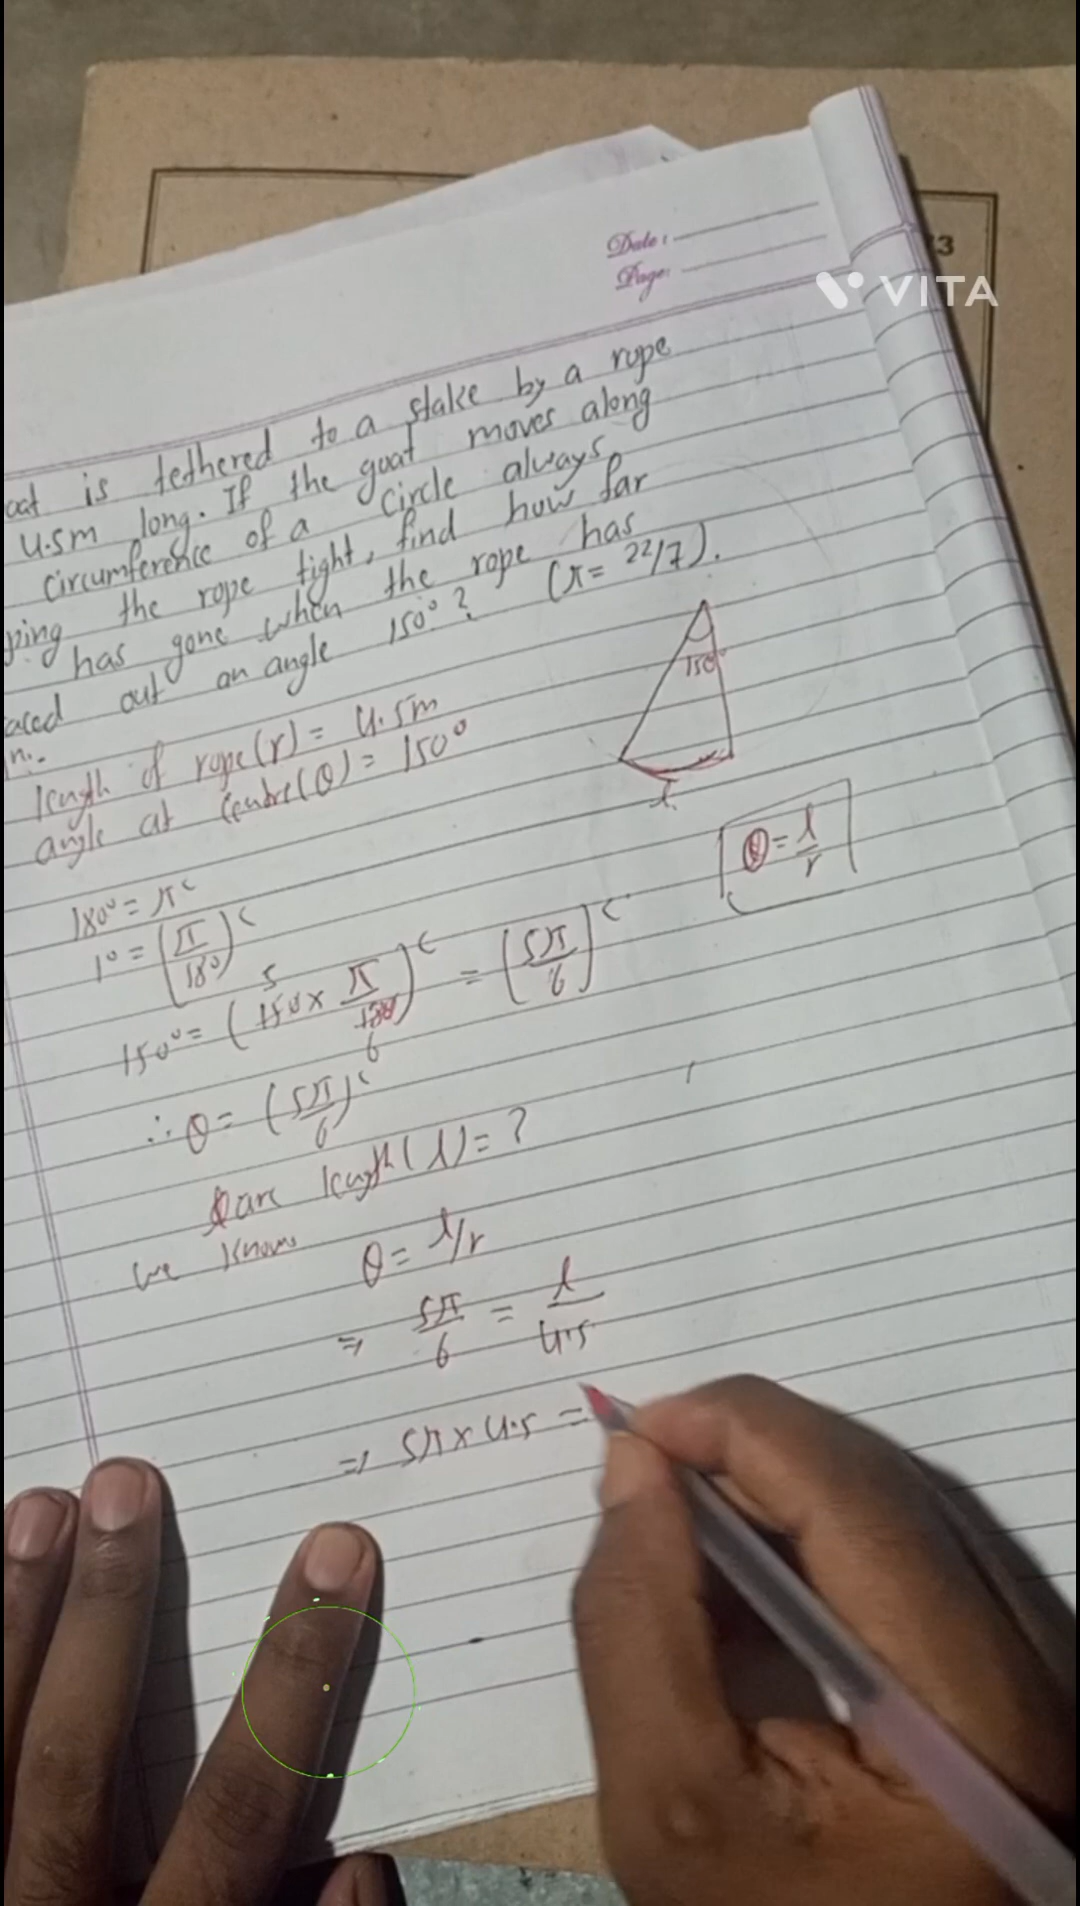 Date:
Page:
VITA
oat is tethered to a stake by a rope
4.5m long. If the goat moves along
circumference of a circle always
ping the rope tight, find how far
has gone when the rope has
aced out an angle 150°? (π = 22/7).
n:-
length of rope(r) = 4.5m
angle at centre(θ) = 150°
150°
l
θ = l/r
180° = π^c
1° = (π/180)^c
150° = (150 × π/180)^c = (5π/6)^c
5
6
∴ θ = (5π/6)^c
arc length(l) = ?
we know
θ = l/r
⇒ 5π/6 = l/4.5
⇒ 5π × 4.5 =